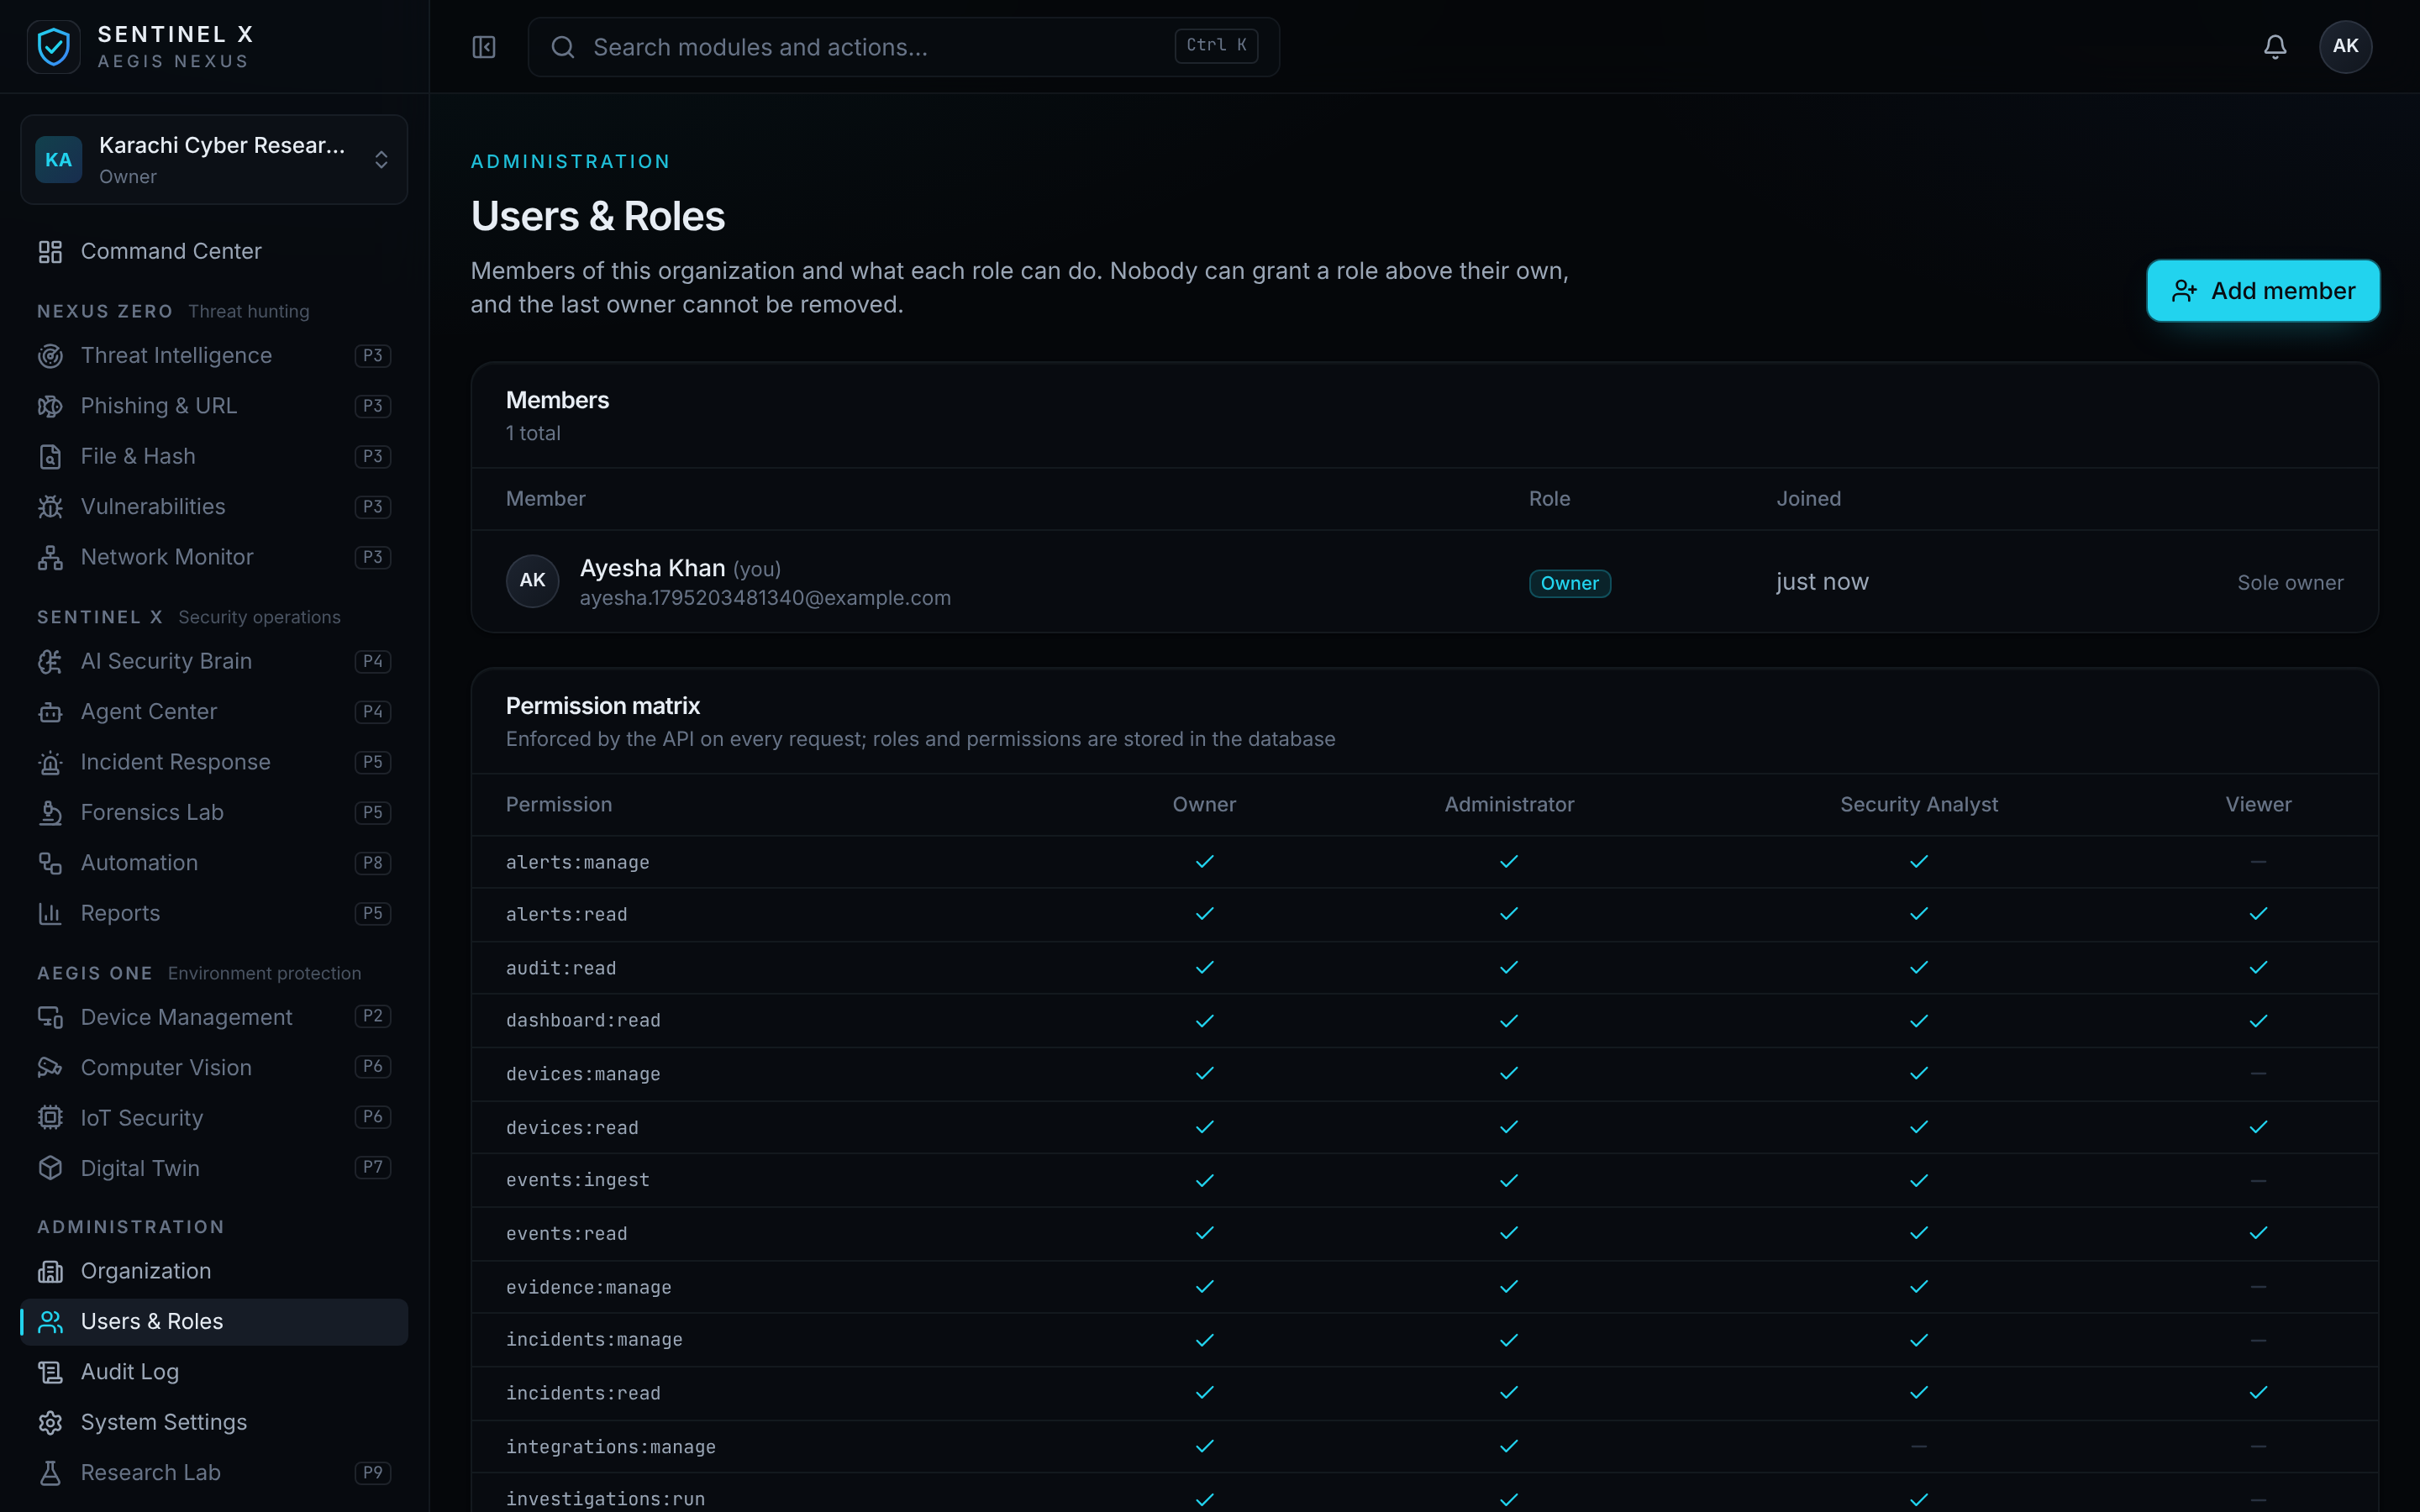 SENTINEL X
AEGIS NEXUS
Search modules and actions...
Ctrl K
AK
KA
Karachi Cyber Resear...
Owner
Command Center
NEXUS ZERO Threat hunting
Threat Intelligence P3
Phishing & URL P3
File & Hash P3
Vulnerabilities P3
Network Monitor P3
SENTINEL X Security operations
AI Security Brain P4
Agent Center P4
Incident Response P5
Forensics Lab P5
Automation P8
Reports P5
AEGIS ONE Environment protection
Device Management P2
Computer Vision P6
IoT Security P6
Digital Twin P7
ADMINISTRATION
Organization
Users & Roles
Audit Log
System Settings
Research Lab P9
ADMINISTRATION
Users & Roles
Members of this organization and what each role can do. Nobody can grant a role above their own,
and the last owner cannot be removed.
Add member
Members
1 total
Member Role Joined
AK
Ayesha Khan (you)
ayesha.1795203481340@example.com
Owner
just now
Sole owner
Permission matrix
Enforced by the API on every request; roles and permissions are stored in the database
Permission Owner Administrator Security Analyst Viewer
alerts:manage
alerts:read
audit:read
dashboard:read
devices:manage
devices:read
events:ingest
events:read
evidence:manage
incidents:manage
incidents:read
integrations:manage
investigations:run